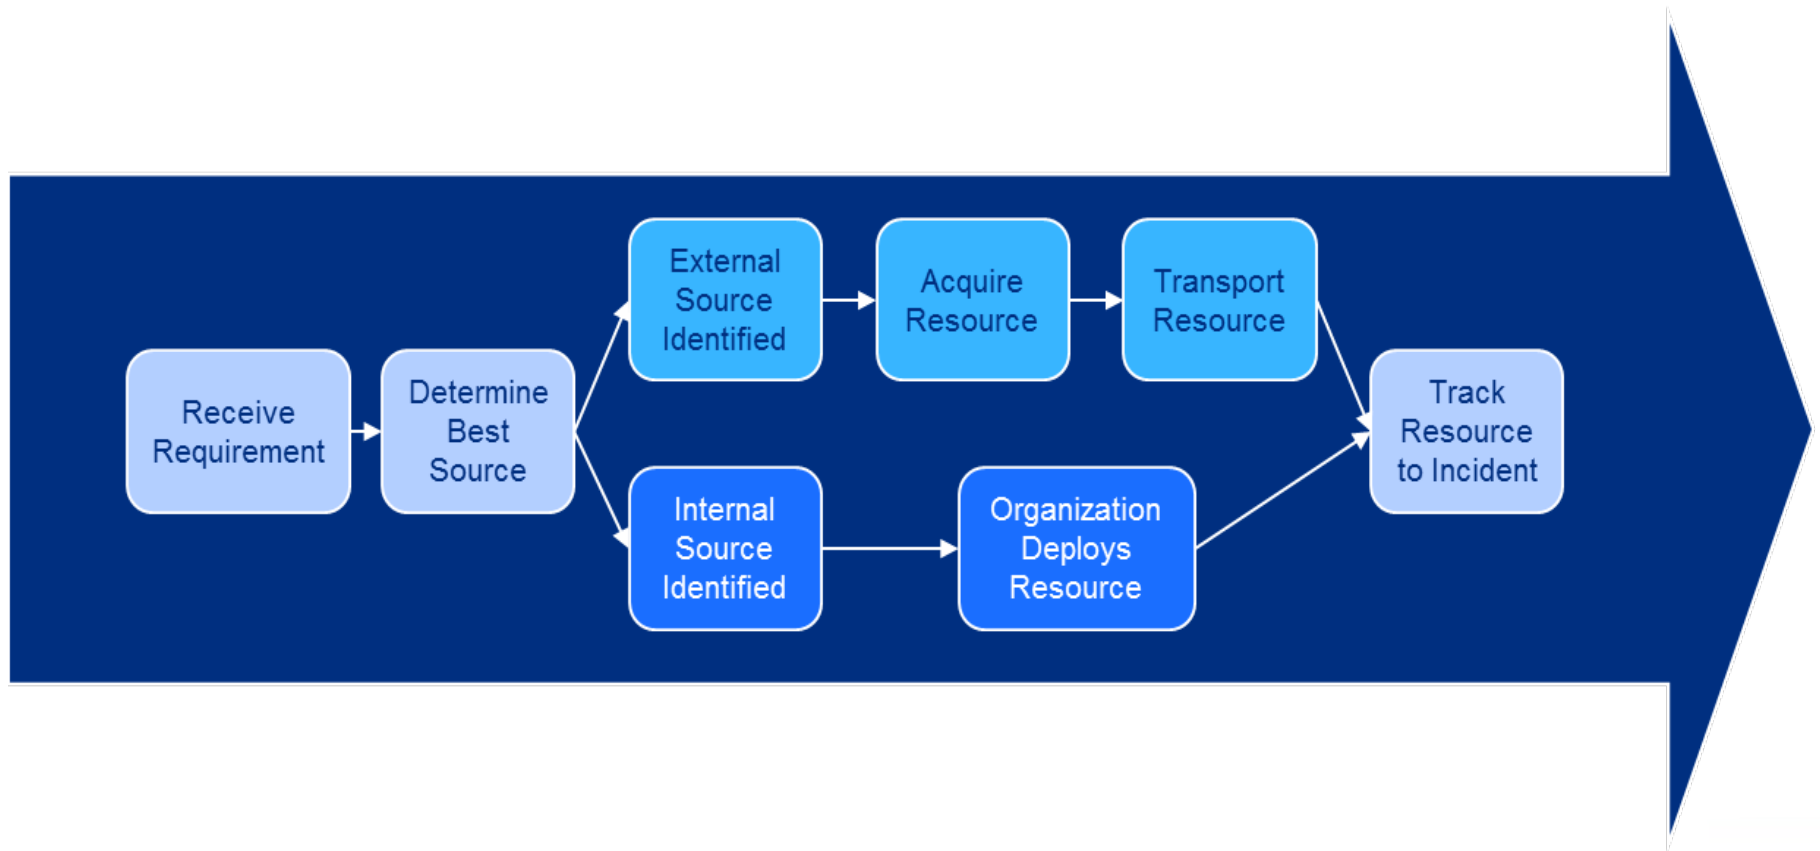 Receive
Requirement
Determine
Best
Source
External
Source
Identified
Acquire
Resource
Transport
Resource
Internal
Source
Identified
Organization
Deploys
Resource
Track
Resource
to Incident